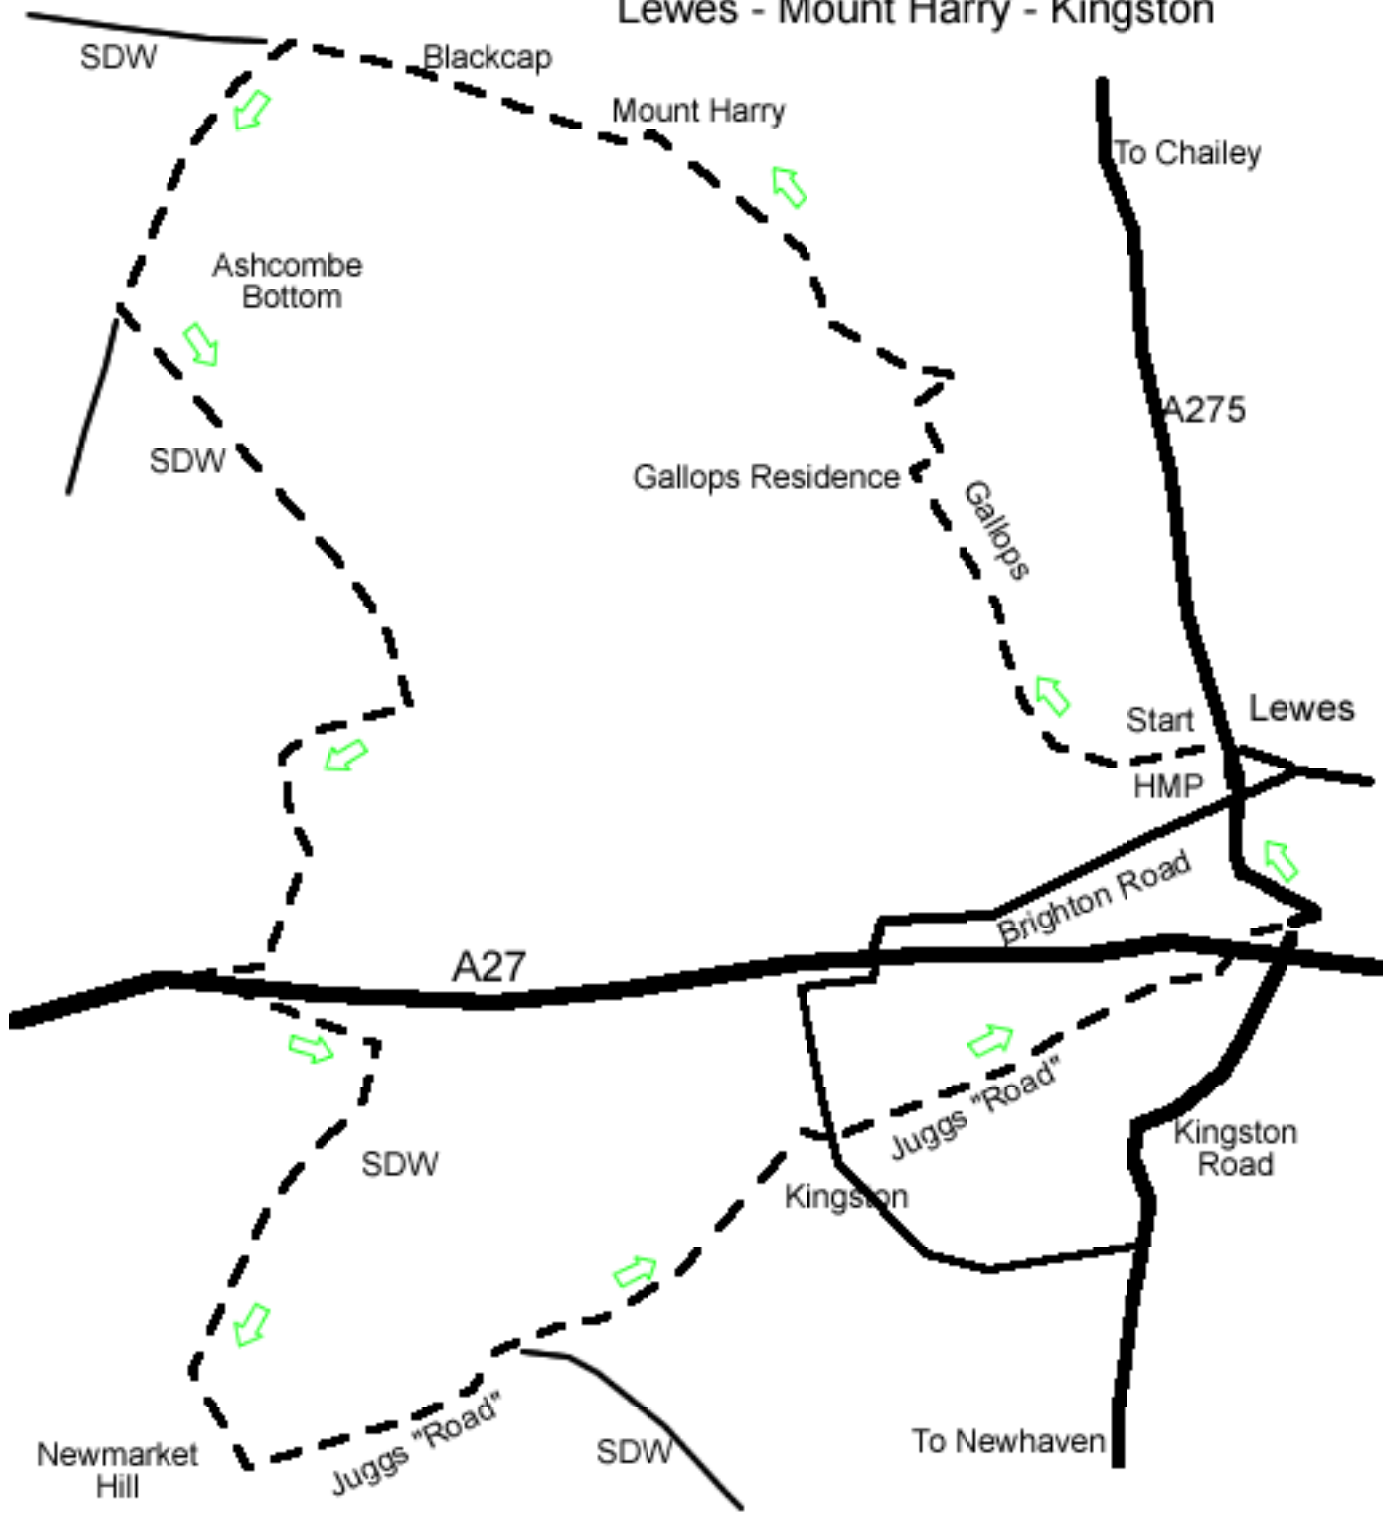 Lewes - Mount Harry - Kingston
SDW
Blackcap
Mount Harry
To Chailey
Ashcombe
Bottom
A275
SDW
Gallops Residence
Gallops
Start
Lewes
HMP
Brighton Road
A27
Juggs "Road"
Kingston
Road
SDW
Kingston
Juggs "Road"
Newmarket
Hill
SDW
To Newhaven